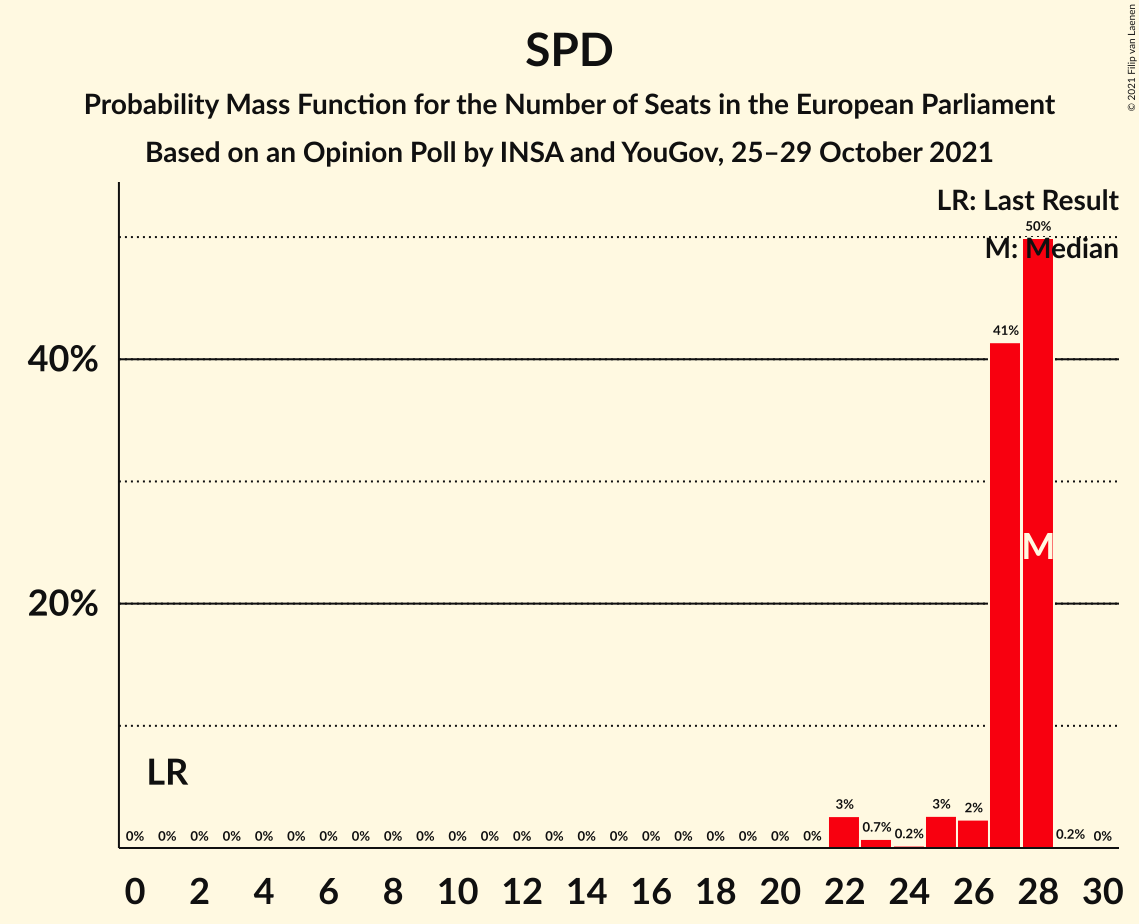 SPD
Probability Mass Function for the Number of Seats in the European Parliament
Based on an Opinion Poll by INSA and YouGov, 25–29 October 2021
© 2021 Filip van Laenen
LR: Last Result
M: Median
50%
41%
40%
M
20%
LR
0% 0% 0% 0% 0% 0% 0% 0% 0% 0% 0% 0% 0% 0% 0% 0% 0% 0% 0% 0% 0% 0% 3% 0.7% 0.2% 3% 2% 0.2% 0%
0 2 4 6 8 10 12 14 16 18 20 22 24 26 28 30